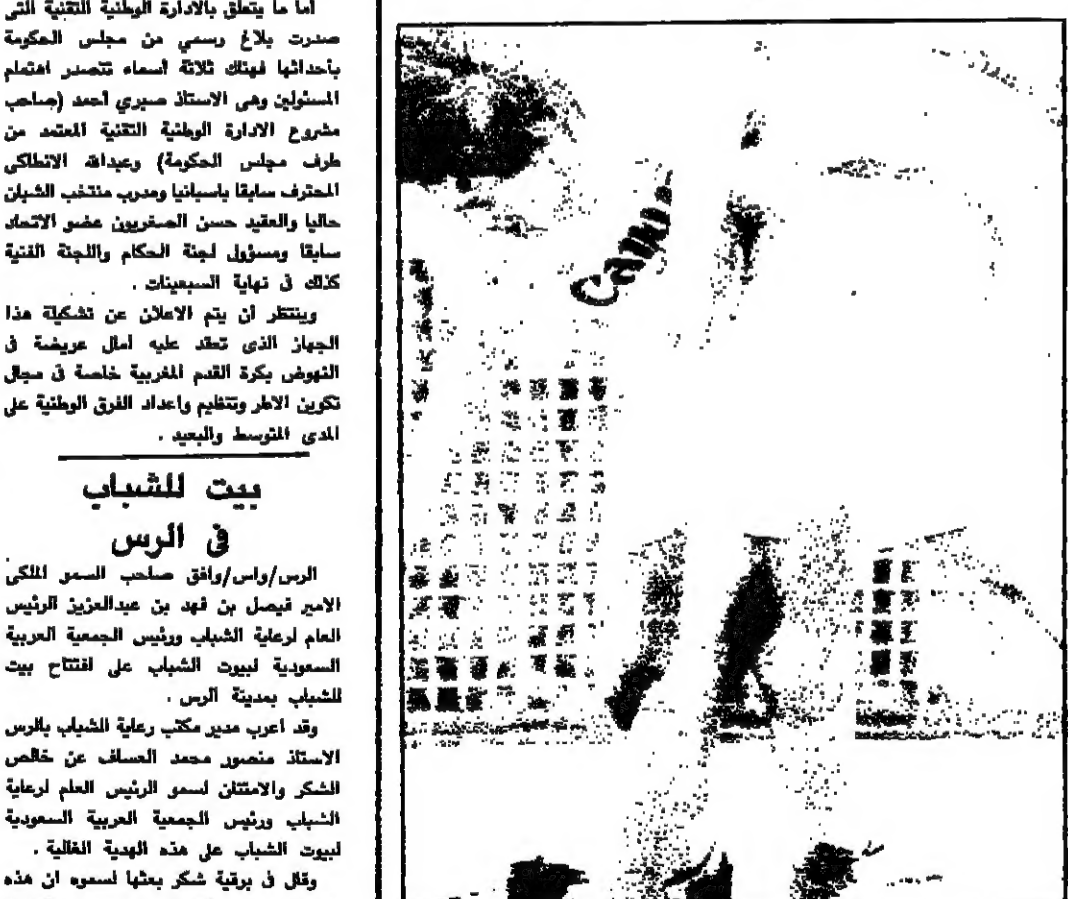 اما ما يتعلق بالادارة الوطنية التقنية التى
صدرت بلاغ رسمي من مجلس الحكومة
بأحداثها فهناك ثلاثة أسماء تتصدر اهتمام
المسئولين وهى الاستاذ صبري أحمد (صاحب
مشروع الادارة الوطنية التقنية المعتمد من
طرف مجلس الحكومة) وعبدالله الانطاكى
المحترف سابقا باسبانيا ومدرب منتخب الشبان
حاليا والعقيد حسن الصفريون عضو الاتحاد
سابقا ومسؤول لجنة الحكام واللجنة الفنية
كذلك فى نهاية السبعينات .
وينتظر ان يتم الاعلان عن تشكيلة هذا
الجهاز الذى تعقد عليه امال عريضة فى
النهوض بكرة القدم المغربية خاصة فى مجال
تكوين الاطر وتنظيم واعداد الفرق الوطنية على
المدى المتوسط والبعيد .
بيت للشباب
فى الرس
الرس/واس/وافق صاحب السمو الملكى
الامير فيصل بن فهد بن عبدالعزيز الرئيس
العام لرعاية الشباب ورئيس الجمعية العربية
السعودية لبيوت الشباب على افتتاح بيت
للشباب بمدينة الرس .
وقد اعرب مدير مكتب رعاية الشباب بالرس
الاستاذ منصور محمد العساف عن خالص
الشكر والامتنان لسمو الرئيس العام لرعاية
الشباب ورئيس الجمعية العربية السعودية
لبيوت الشباب على هذه الهدية الغالية .
وقال فى برقية شكر بعثها لسموه ان هذه